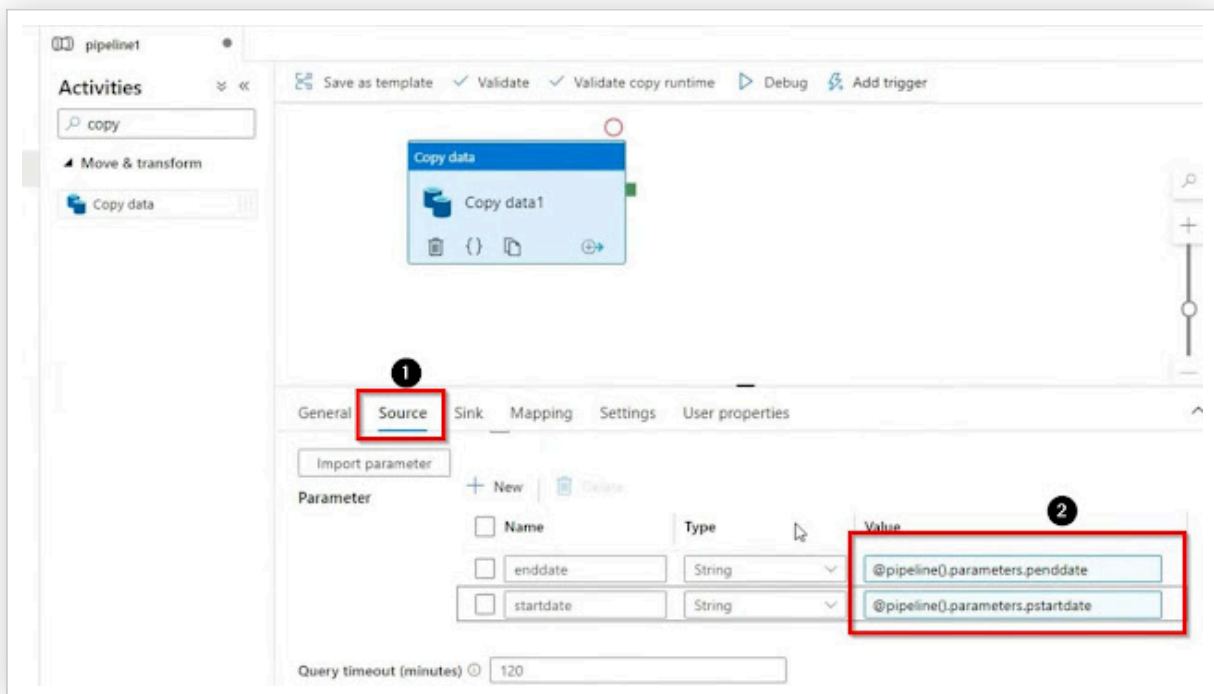 pipeline1
Activities
Save as template Validate Validate copy runtime Debug Add trigger
copy
Move & transform
Copy data
Copy data
Copy data1
{}
1
General Source Sink Mapping Settings User properties
Import parameter
Parameter
New Delete
2
Name Type Value
enddate String @pipeline().parameters.penddate
startdate String @pipeline().parameters.pstartdate
Query timeout (minutes) 120